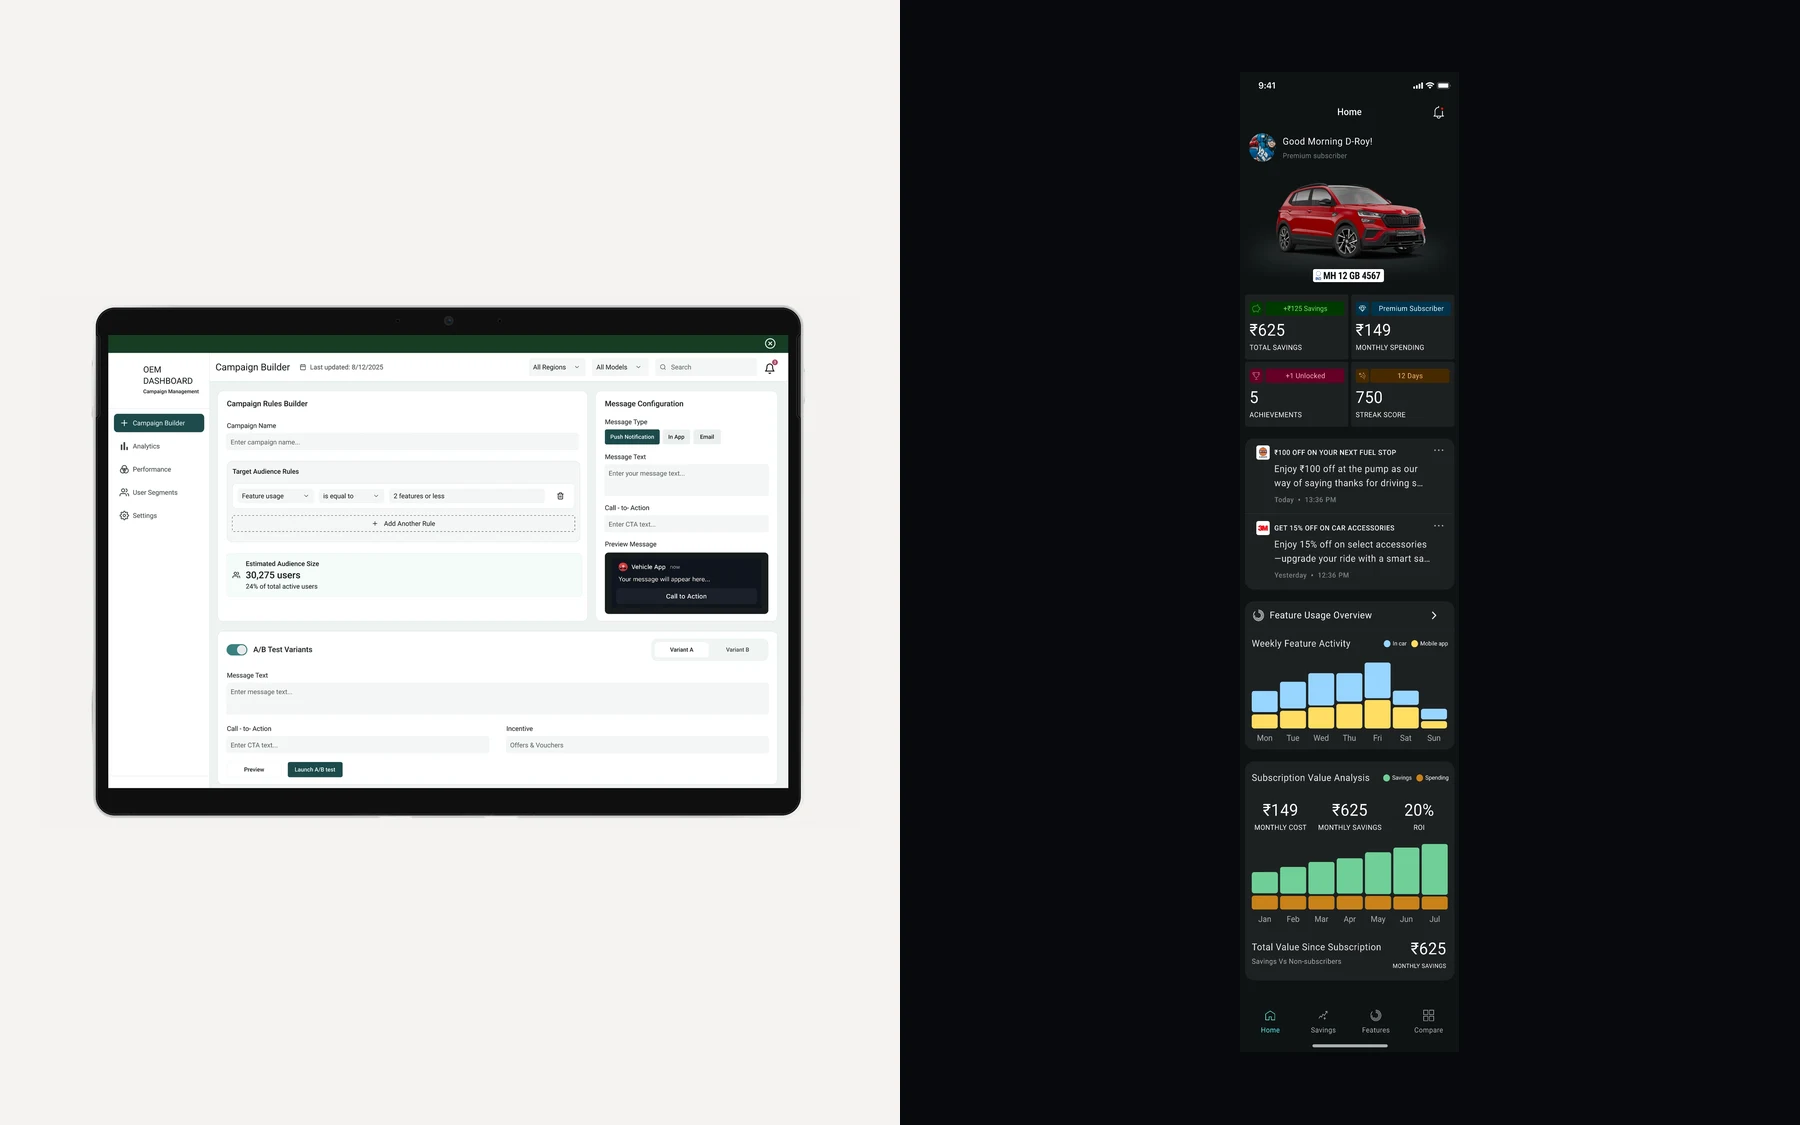 OEM
DASHBOARD
Campaign Management
Campaign Builder
Analytics
Performance
User Segments
Settings
Campaign Builder
Last updated: 8/12/2025
All Regions
All Models
Search
Campaign Rules Builder
Campaign Name
Enter campaign name...
Target Audience Rules
Feature usage
is equal to
2 features or less
+ Add Another Rule
Estimated Audience Size
30,275 users
24% of total active users
Message Configuration
Message Type
Push Notification
In App
Email
Message Text
Enter your message text...
Call - to- Action
Enter CTA text...
Preview Message
Vehicle App now
Your message will appear here...
Call to Action
A/B Test Variants
Variant A
Variant B
Message Text
Enter message text...
Call - to- Action
Enter CTA text...
Incentive
Offers & Vouchers
Preview
Launch A/B test
9:41
Home
Good Morning D-Roy!
Premium subscriber
MH 12 GB 4567
+₹125 Savings
₹625
TOTAL SAVINGS
Premium Subscriber
₹149
MONTHLY SPENDING
+1 Unlocked
5
ACHIEVEMENTS
12 Days
750
STREAK SCORE
₹100 OFF ON YOUR NEXT FUEL STOP
Enjoy ₹100 off at the pump as our
way of saying thanks for driving s...
Today • 13:36 PM
3M
GET 15% OFF ON CAR ACCESSORIES
Enjoy 15% off on select accessories
—upgrade your ride with a smart sa...
Yesterday • 12:36 PM
Feature Usage Overview
Weekly Feature Activity
In car
Mobile app
Mon Tue Wed Thu Fri Sat Sun
Subscription Value Analysis
Savings
Spending
₹149
MONTHLY COST
₹625
MONTHLY SAVINGS
20%
ROI
Jan Feb Mar Apr May Jun Jul
Total Value Since Subscription
Savings Vs Non-subscribers
₹625
MONTHLY SAVINGS
Home
Savings
Features
Compare